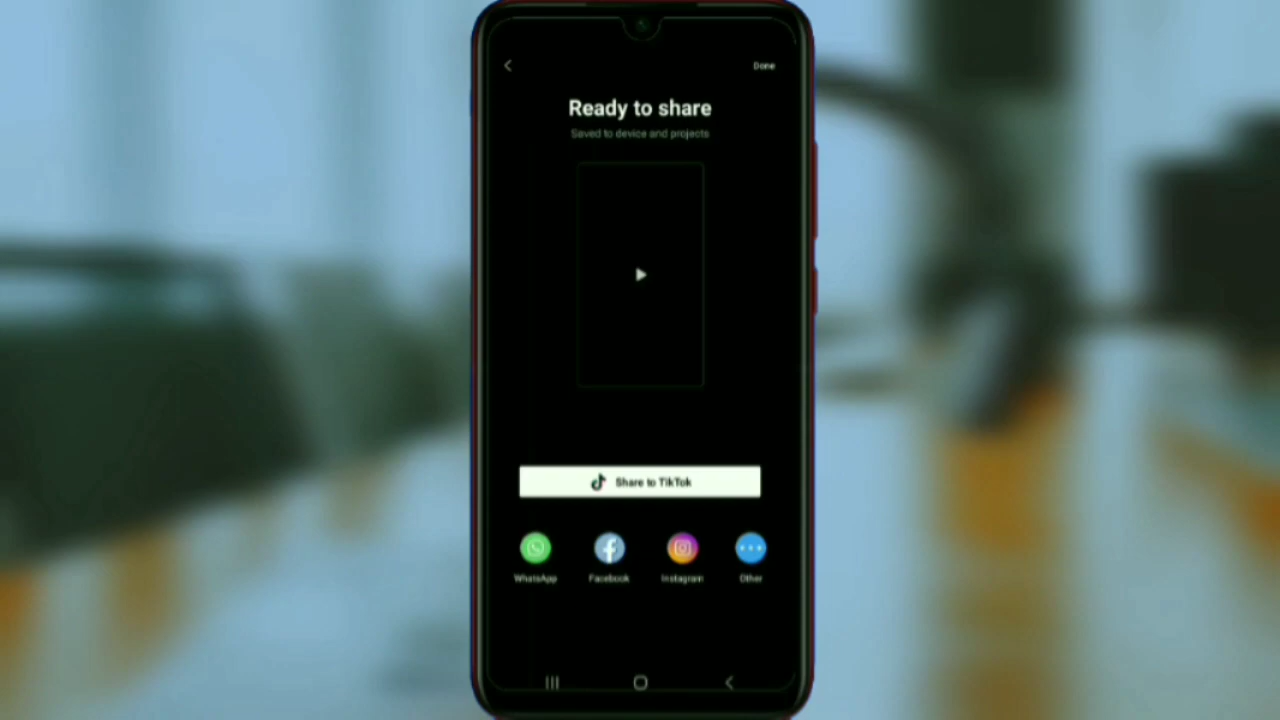 Done
Ready to share
Saved to device and projects
Share to TikTok
WhatsApp
Facebook
Instagram
Other